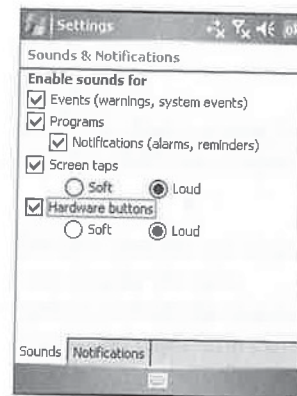 Settings
ok
Sounds & Notifications
Enable sounds for
Events (warnings, system events)
Programs
Notifications (alarms, reminders)
Screen taps
Soft Loud
Hardware buttons
Soft Loud
Sounds Notifications